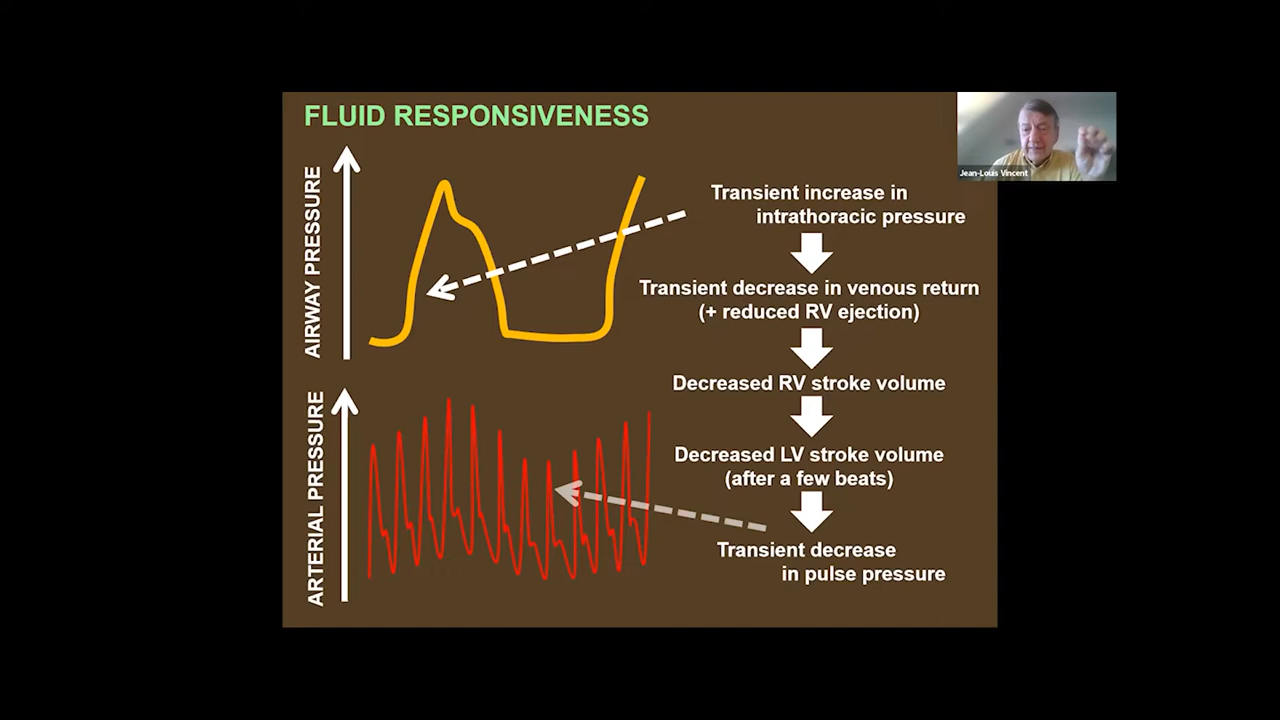 FLUID RESPONSIVENESS
Jean-Louis Vincent
AIRWAY PRESSURE
Transient increase in
intrathoracic pressure
Transient decrease in venous return
(+ reduced RV ejection)
Decreased RV stroke volume
ARTERIAL PRESSURE
Decreased LV stroke volume
(after a few beats)
Transient decrease
in pulse pressure